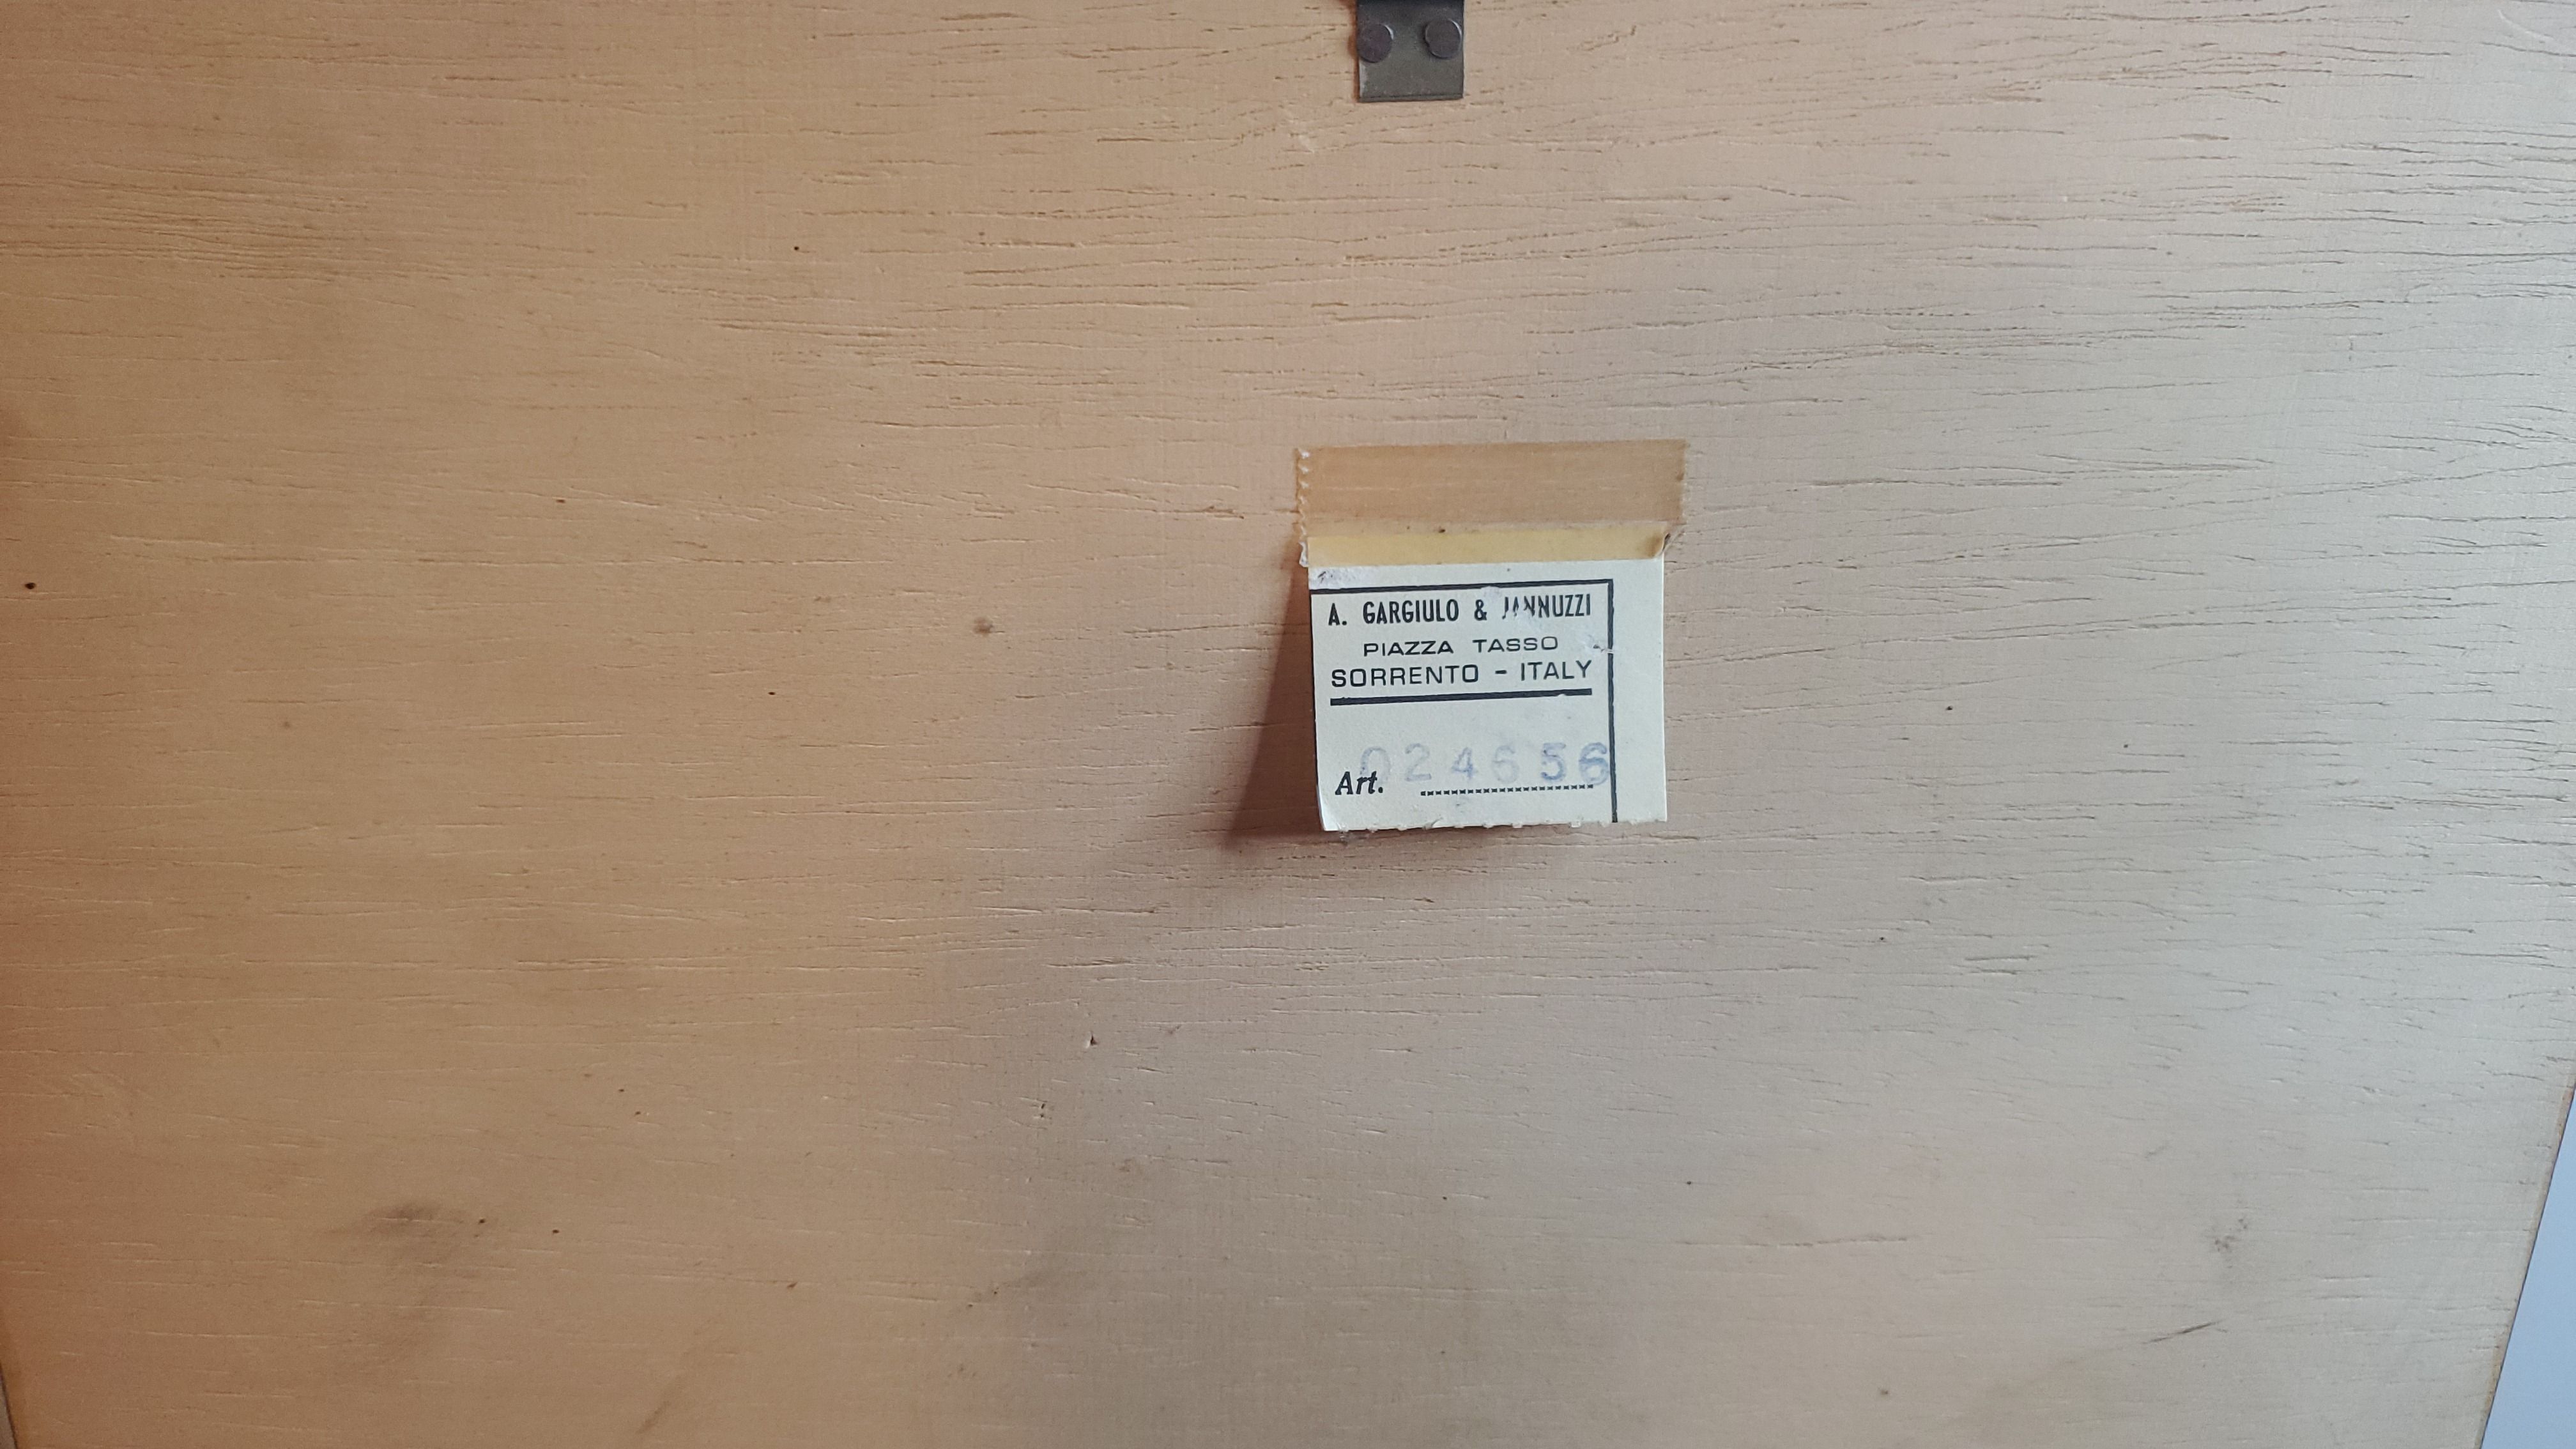 A. GARGIULO & JANNUZZI
PIAZZA TASSO
SORRENTO - ITALY
Art. 024656